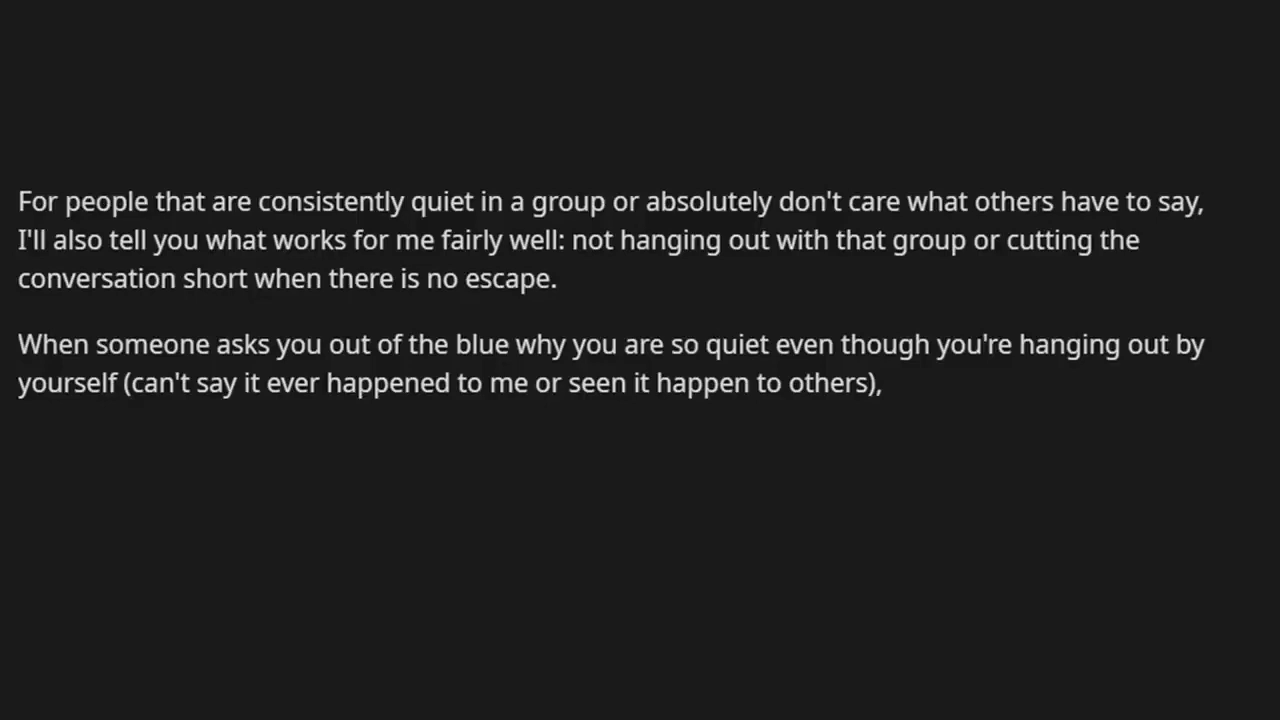 For people that are consistently quiet in a group or absolutely don't care what others have to say,
I'll also tell you what works for me fairly well: not hanging out with that group or cutting the
conversation short when there is no escape.
When someone asks you out of the blue why you are so quiet even though you're hanging out by
yourself (can't say it ever happened to me or seen it happen to others),